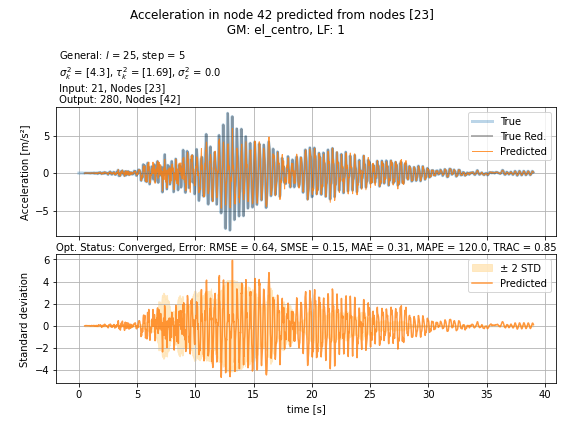 Acceleration in node 42 predicted from nodes [23]
GM: el_centro, LF: 1
General: l = 25, step = 5
σ²ₖ = [4.3], τ²ₖ = [1.69], σ²ε = 0.0
Input: 21, Nodes [23]
Output: 280, Nodes [42]
True
True Red.
Predicted
Acceleration [m/s²]
5
0
−5
Opt. Status: Converged, Error: RMSE = 0.64, SMSE = 0.15, MAE = 0.31, MAPE = 120.0, TRAC = 0.85
± 2 STD
Predicted
Standard deviation
6
4
2
0
−2
−4
0 5 10 15 20 25 30 35 40
time [s]